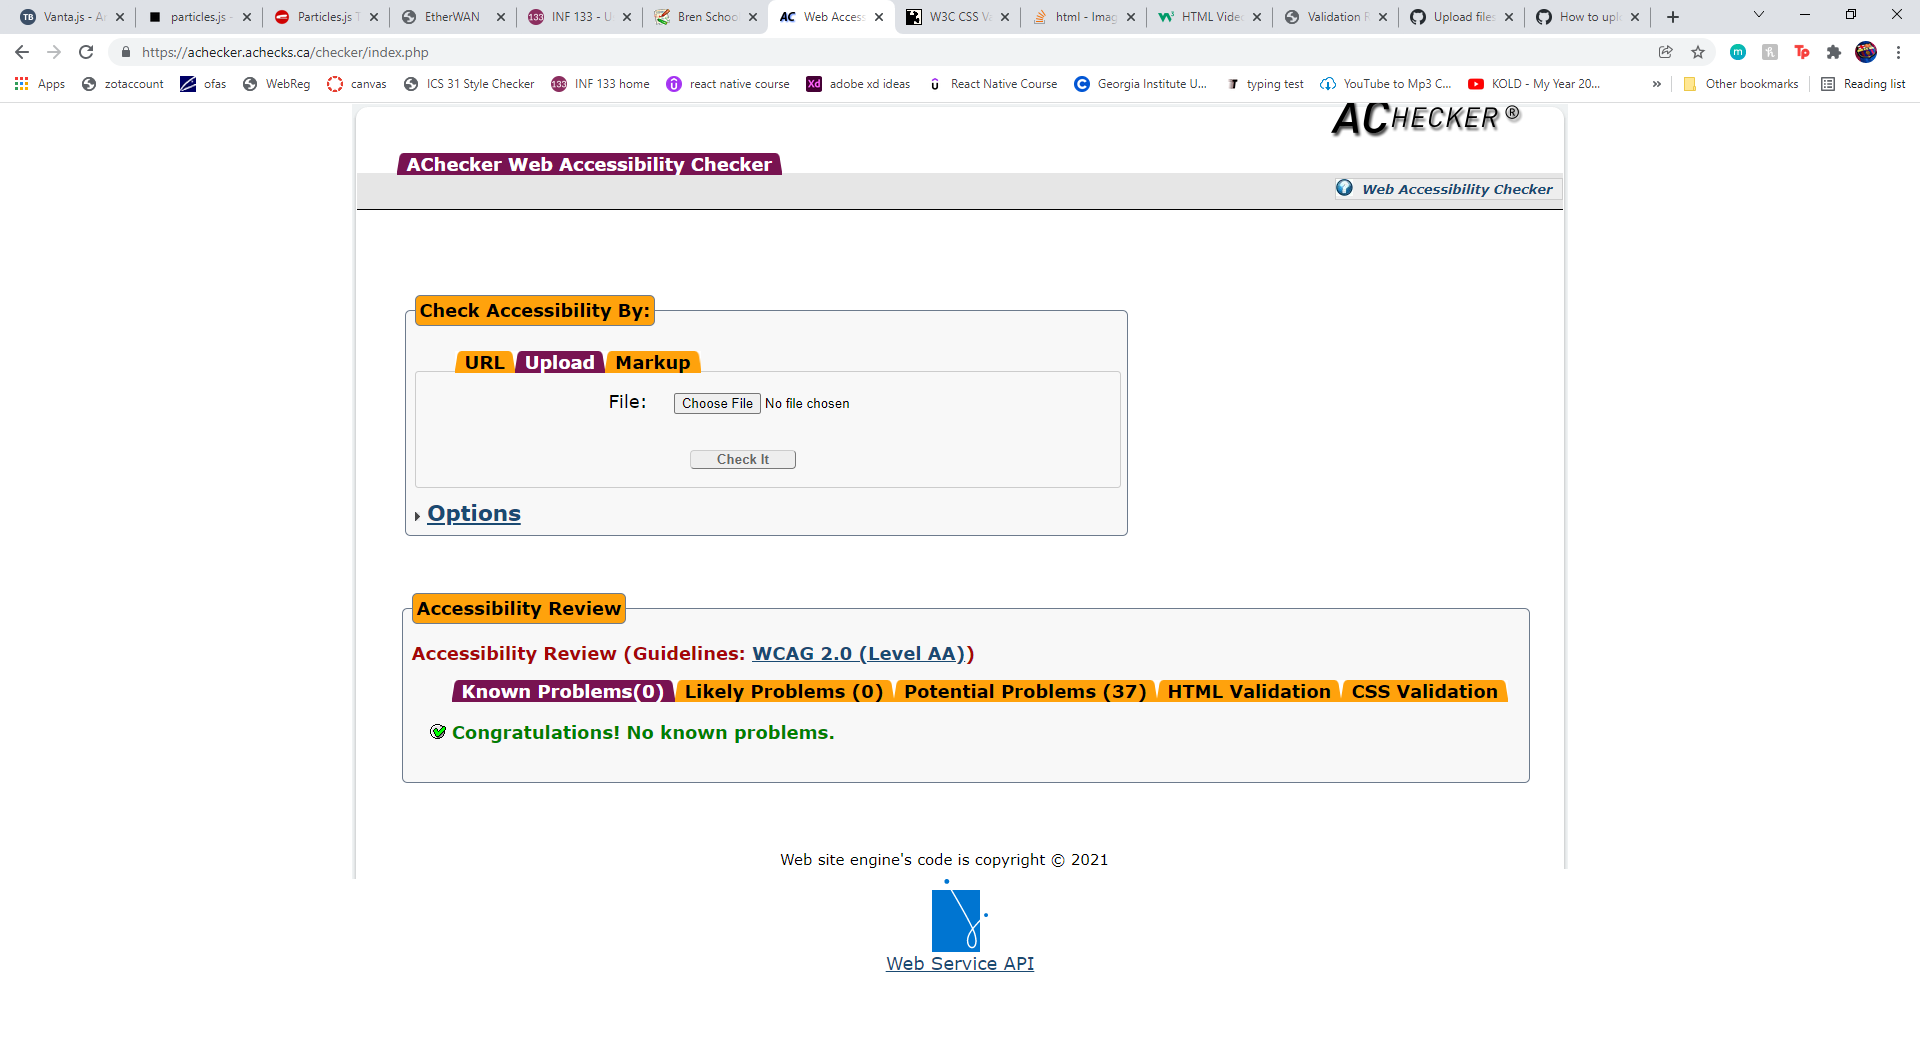 Vanta.js - A
particles.js -
Particles.js T
EtherWAN
INF 133 - U
Bren School
Web Access
W3C CSS Va
html - Imag
HTML Video
Validation R
Upload files
How to uplo
https://achecker.achecks.ca/checker/index.php
Apps zotaccount ofas WebReg canvas ICS 31 Style Checker INF 133 home react native course adobe xd ideas React Native Course Georgia Institute U... typing test YouTube to Mp3 C... KOLD - My Year 20... » Other bookmarks Reading list
ACHECKER ®
AChecker Web Accessibility Checker
Web Accessibility Checker
Check Accessibility By:
URL Upload Markup
File: Choose File No file chosen
Check It
Options
Accessibility Review
Accessibility Review (Guidelines: WCAG 2.0 (Level AA))
Known Problems(0) Likely Problems (0) Potential Problems (37) HTML Validation CSS Validation
Congratulations! No known problems.
Web site engine's code is copyright © 2021
Web Service API